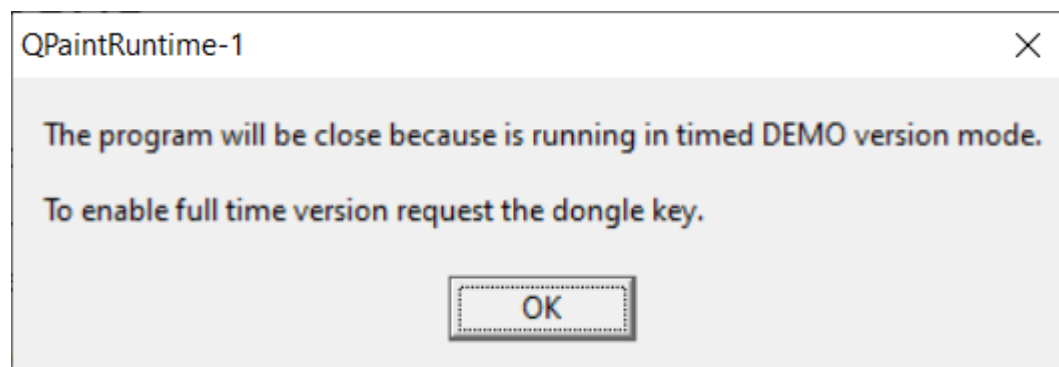 QPaintRuntime-1
The program will be close because is running in timed DEMO version mode.
To enable full time version request the dongle key.
OK